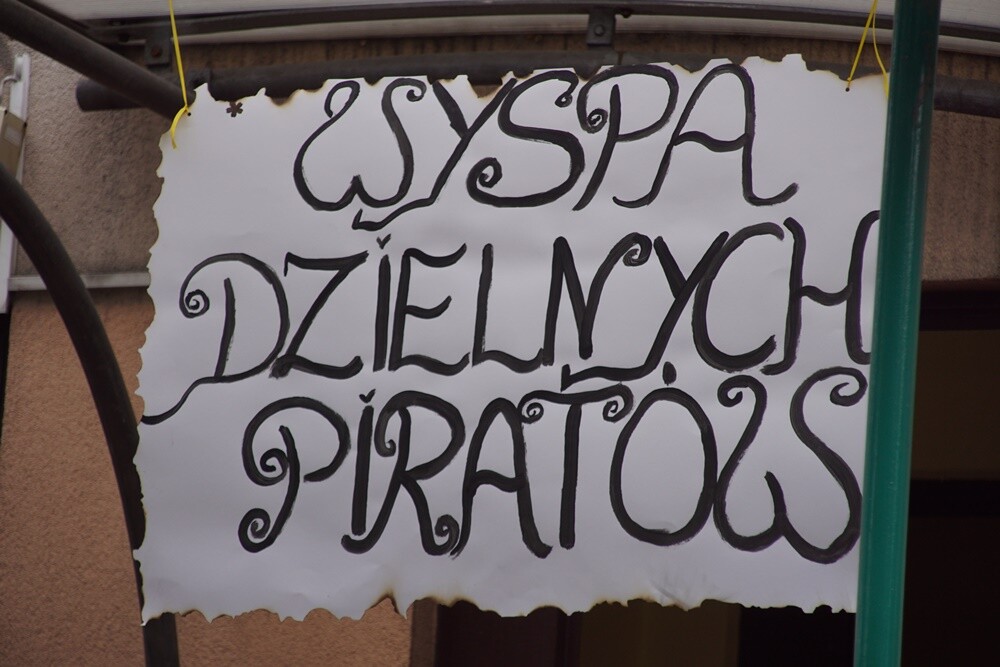 WYSPA
DZIELNYCH
PIRATÓW